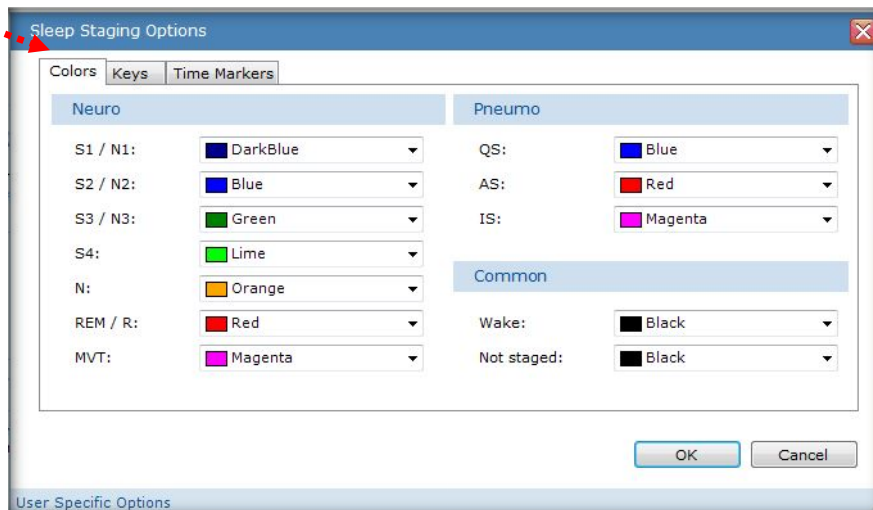 Sleep Staging Options
Colors Keys Time Markers
Neuro
S1 / N1: DarkBlue
S2 / N2: Blue
S3 / N3: Green
S4: Lime
N: Orange
REM / R: Red
MVT: Magenta
Pneumo
QS: Blue
AS: Red
IS: Magenta
Common
Wake: Black
Not staged: Black
OK Cancel
User Specific Options